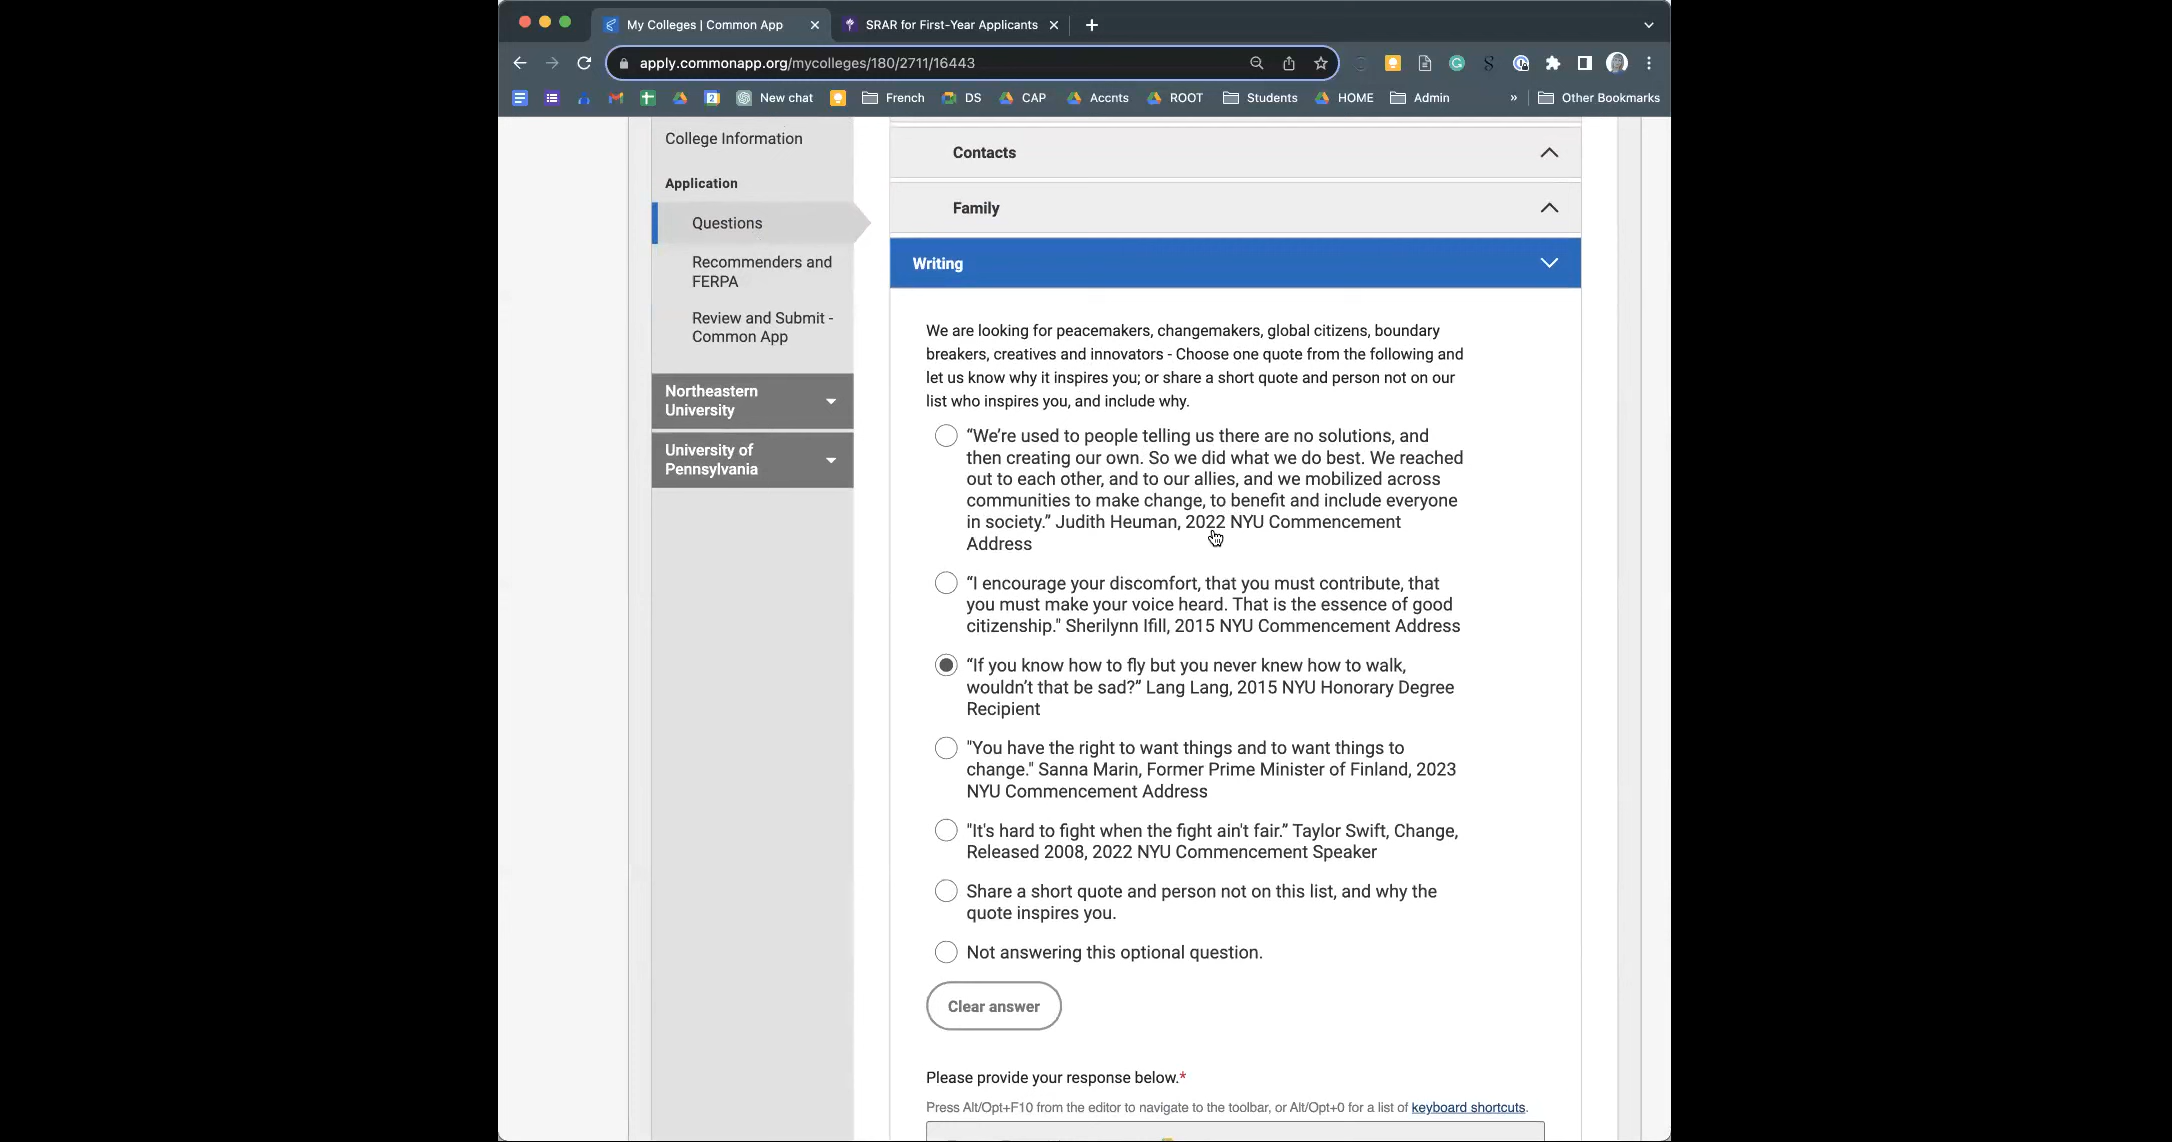 My Colleges | Common App
SRAR for First-Year Applicants
apply.commonapp.org/mycolleges/180/2711/16443
New chat
French
DS
CAP
Accnts
ROOT
Students
HOME
Admin
»
Other Bookmarks
College Information
Application
Questions
Recommenders and
FERPA
Review and Submit -
Common App
Northeastern
University
University of
Pennsylvania
Contacts
Family
Writing
We are looking for peacemakers, changemakers, global citizens, boundary
breakers, creatives and innovators - Choose one quote from the following and
let us know why it inspires you; or share a short quote and person not on our
list who inspires you, and include why.
“We’re used to people telling us there are no solutions, and
then creating our own. So we did what we do best. We reached
out to each other, and to our allies, and we mobilized across
communities to make change, to benefit and include everyone
in society.” Judith Heuman, 2022 NYU Commencement
Address
“I encourage your discomfort, that you must contribute, that
you must make your voice heard. That is the essence of good
citizenship." Sherilynn Ifill, 2015 NYU Commencement Address
“If you know how to fly but you never knew how to walk,
wouldn’t that be sad?” Lang Lang, 2015 NYU Honorary Degree
Recipient
"You have the right to want things and to want things to
change." Sanna Marin, Former Prime Minister of Finland, 2023
NYU Commencement Address
"It's hard to fight when the fight ain't fair.” Taylor Swift, Change,
Released 2008, 2022 NYU Commencement Speaker
Share a short quote and person not on this list, and why the
quote inspires you.
Not answering this optional question.
Clear answer
Please provide your response below.*
Press Alt/Opt+F10 from the editor to navigate to the toolbar, or Alt/Opt+0 for a list of keyboard shortcuts.